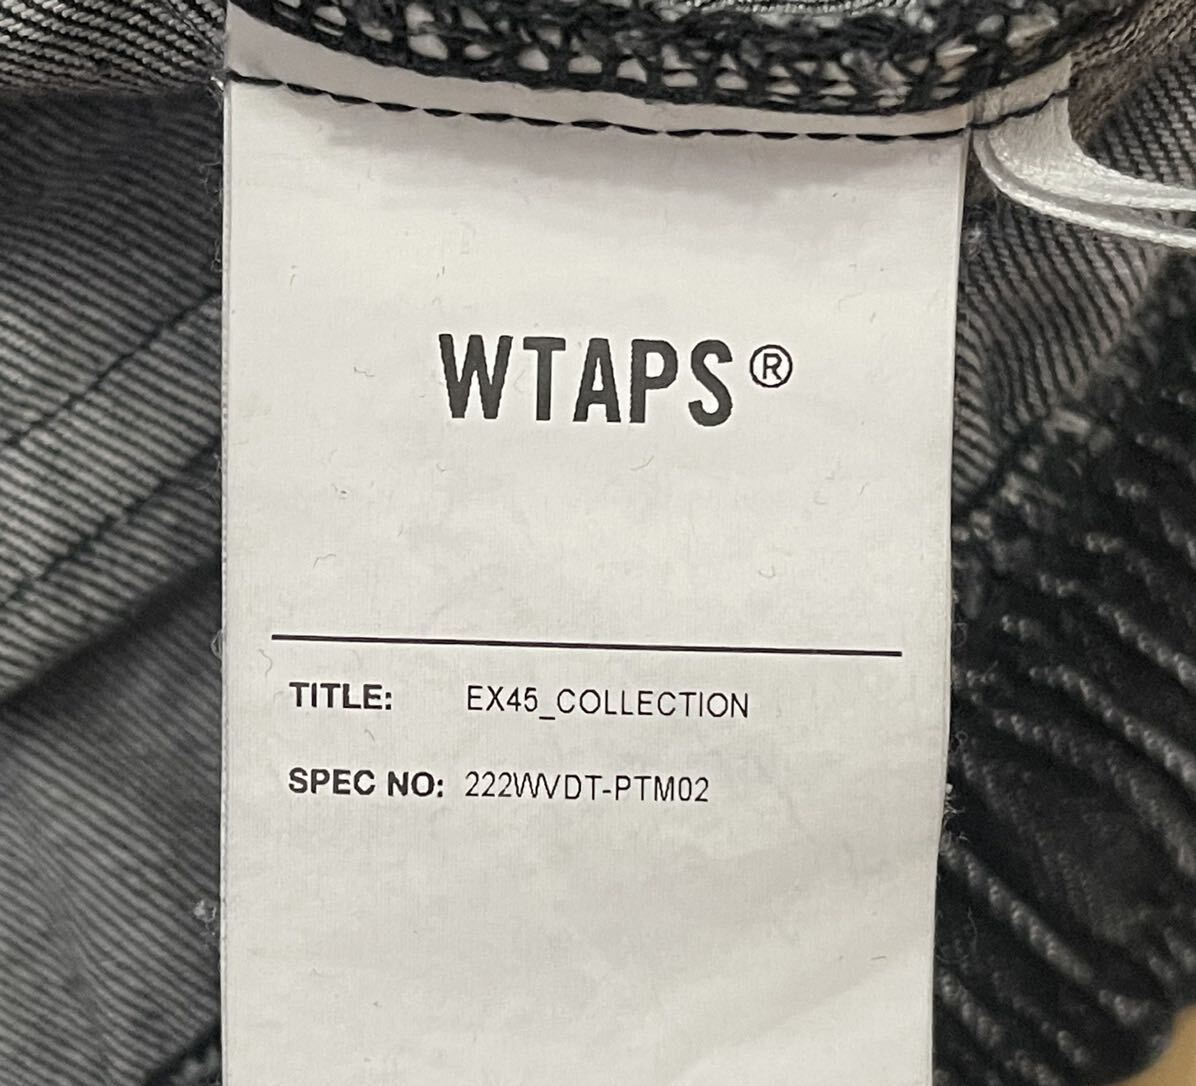 WTAPS®
TITLE: EX45_COLLECTION
SPEC NO: 222WVDT-PTM02